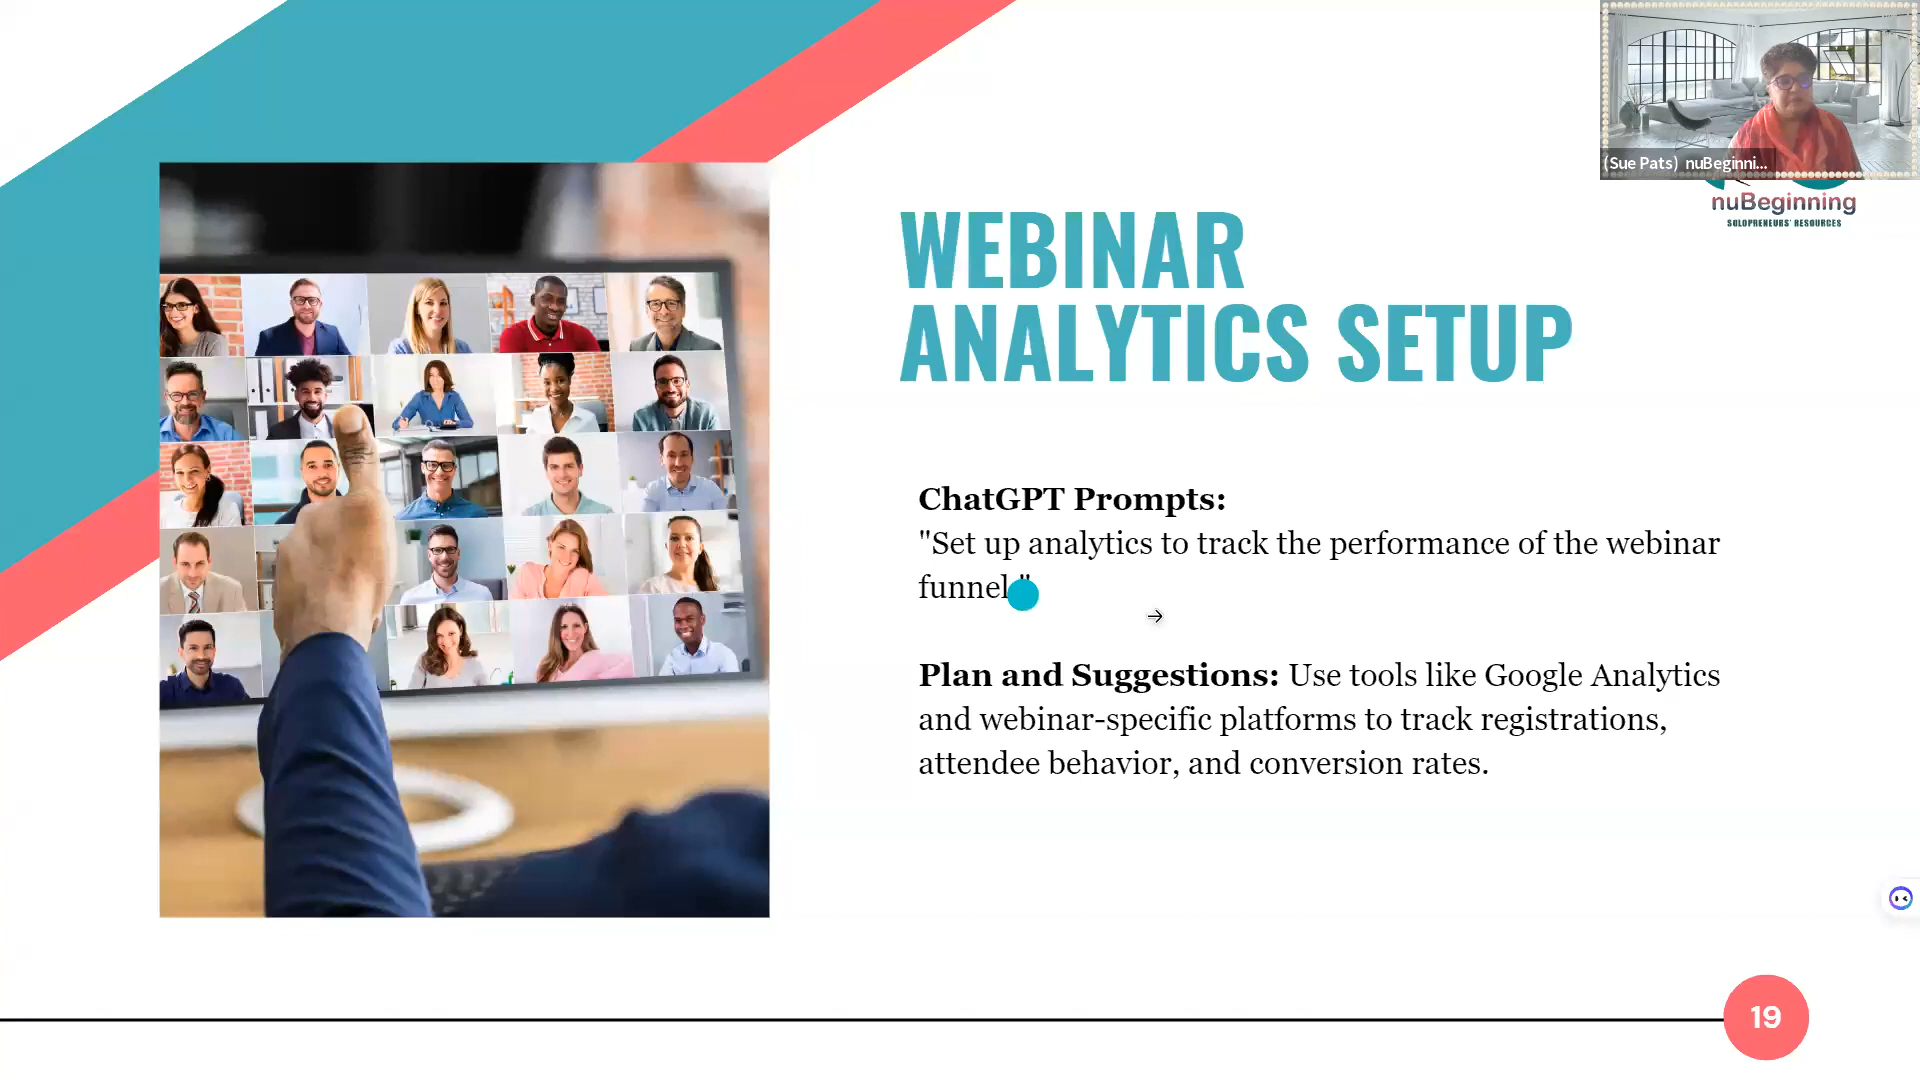 (Sue Pats) nuBeginni...
nuBeginning
SOLOPRENEURS' RESOURCES
WEBINAR
ANALYTICS SETUP
ChatGPT Prompts:
"Set up analytics to track the performance of the webinar
funnel."
Plan and Suggestions: Use tools like Google Analytics
and webinar-specific platforms to track registrations,
attendee behavior, and conversion rates.
19